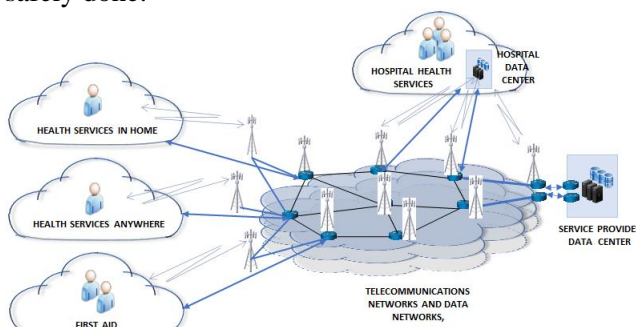 safely done.
HOSPITAL HEALTH
SERVICES
HOSPITAL
DATA
CENTER
HEALTH SERVICES IN HOME
HEALTH SERVICES ANYWHERE
SERVICE PROVIDE
DATA CENTER
TELECOMMUNICATIONS
NETWORKS AND DATA
NETWORKS,
FIRST AID